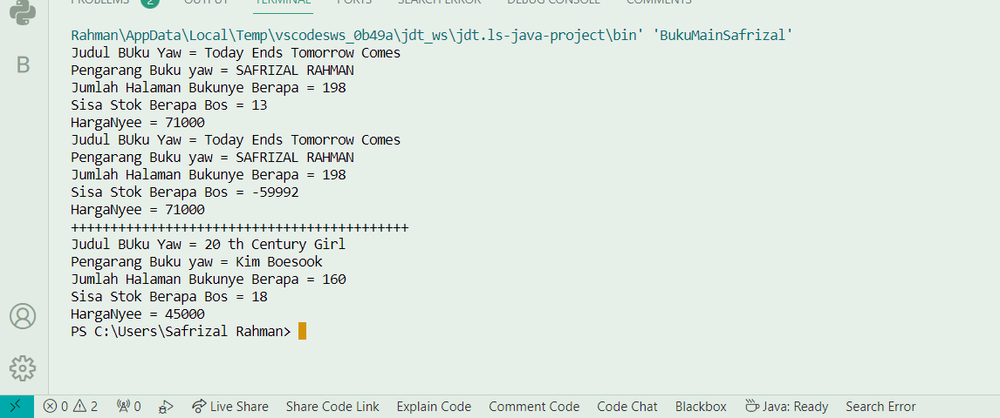 PROBLEMS 2 OUTPUT TERMINAL PORTS SEARCH ERROR DEBUG CONSOLE COMMENTS
Rahman\AppData\Local\Temp\vscodesws_0b49a\jdt_ws\jdt.ls-java-project\bin' 'BukuMainSafrizal'
Judul BUku Yaw = Today Ends Tomorrow Comes
Pengarang Buku yaw = SAFRIZAL RAHMAN
Jumlah Halaman Bukunye Berapa = 198
Sisa Stok Berapa Bos = 13
HargaNyee = 71000
Judul BUku Yaw = Today Ends Tomorrow Comes
Pengarang Buku yaw = SAFRIZAL RAHMAN
Jumlah Halaman Bukunye Berapa = 198
Sisa Stok Berapa Bos = -59992
HargaNyee = 71000
+++++++++++++++++++++++++++++++++++++++++++
Judul BUku Yaw = 20 th Century Girl
Pengarang Buku yaw = Kim Boesook
Jumlah Halaman Bukunye Berapa = 160
Sisa Stok Berapa Bos = 18
HargaNyee = 45000
PS C:\Users\Safrizal Rahman>
B
0 2 0 Live Share Share Code Link Explain Code Comment Code Code Chat Blackbox Java: Ready Search Error